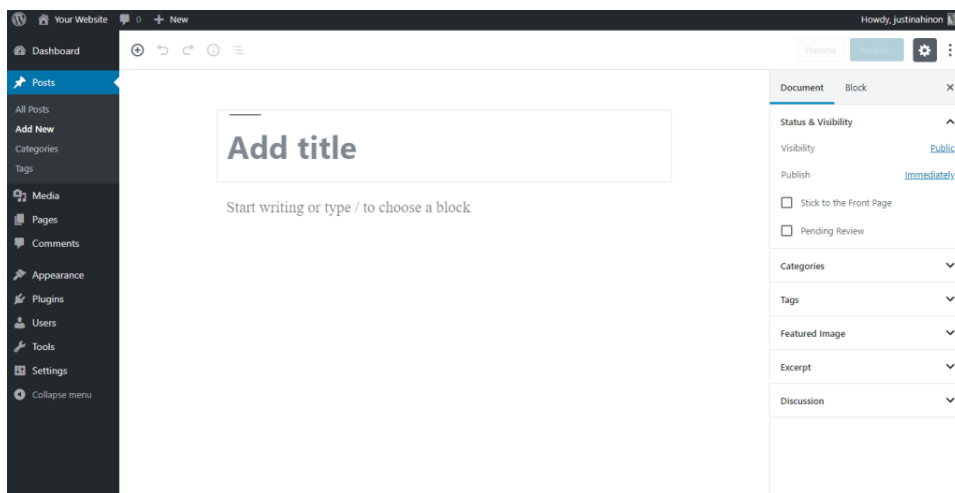 Your Website 0 New Howdy, justinahinon
Dashboard
Preview Publish...
Posts
All Posts
Add New
Categories
Tags
Media
Pages
Comments
Appearance
Plugins
Users
Tools
Settings
Collapse menu
Add title
Start writing or type / to choose a block
Document Block
Status & Visibility
Visibility Public
Publish Immediately
Stick to the Front Page
Pending Review
Categories
Tags
Featured Image
Excerpt
Discussion